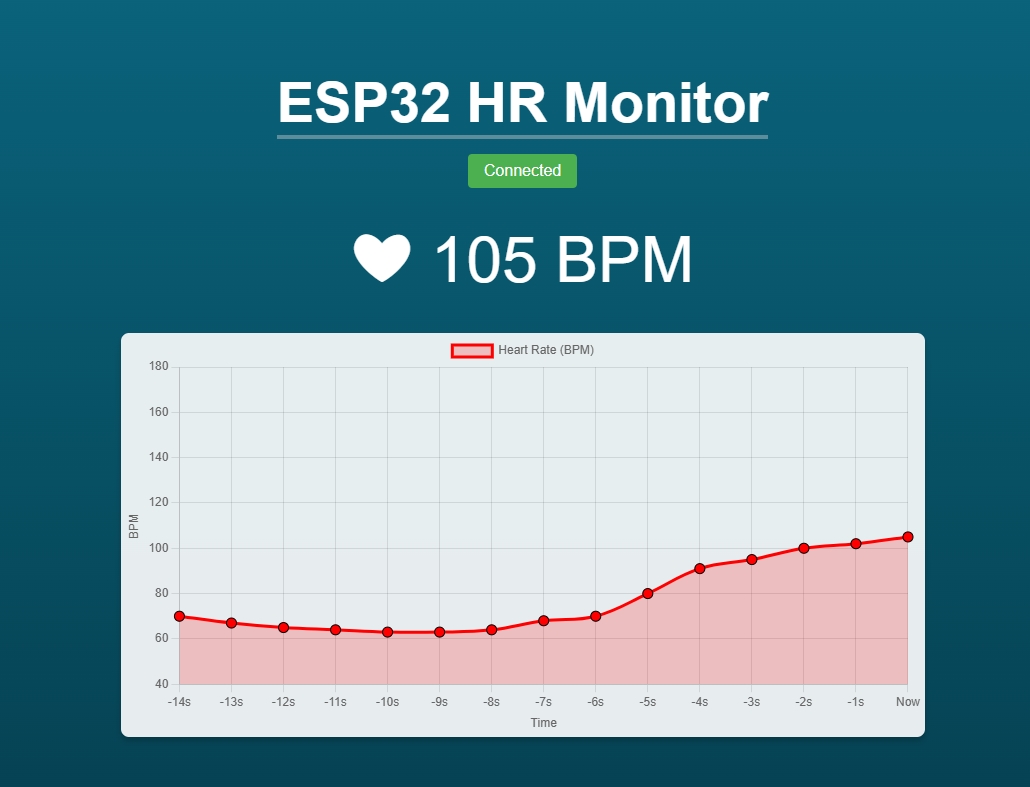 ESP32 HR Monitor
Connected
105 BPM
Heart Rate (BPM)
180
160
140
120
100
80
60
40
BPM
-14s -13s -12s -11s -10s -9s -8s -7s -6s -5s -4s -3s -2s -1s Now
Time